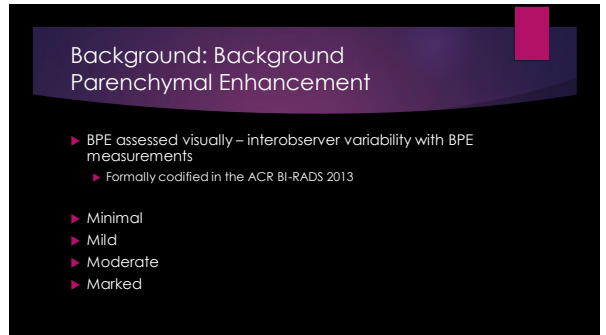 Background: Background
Parenchymal Enhancement
BPE assessed visually – interobserver variability with BPE
measurements
Formally codified in the ACR BI-RADS 2013
Minimal
Mild
Moderate
Marked